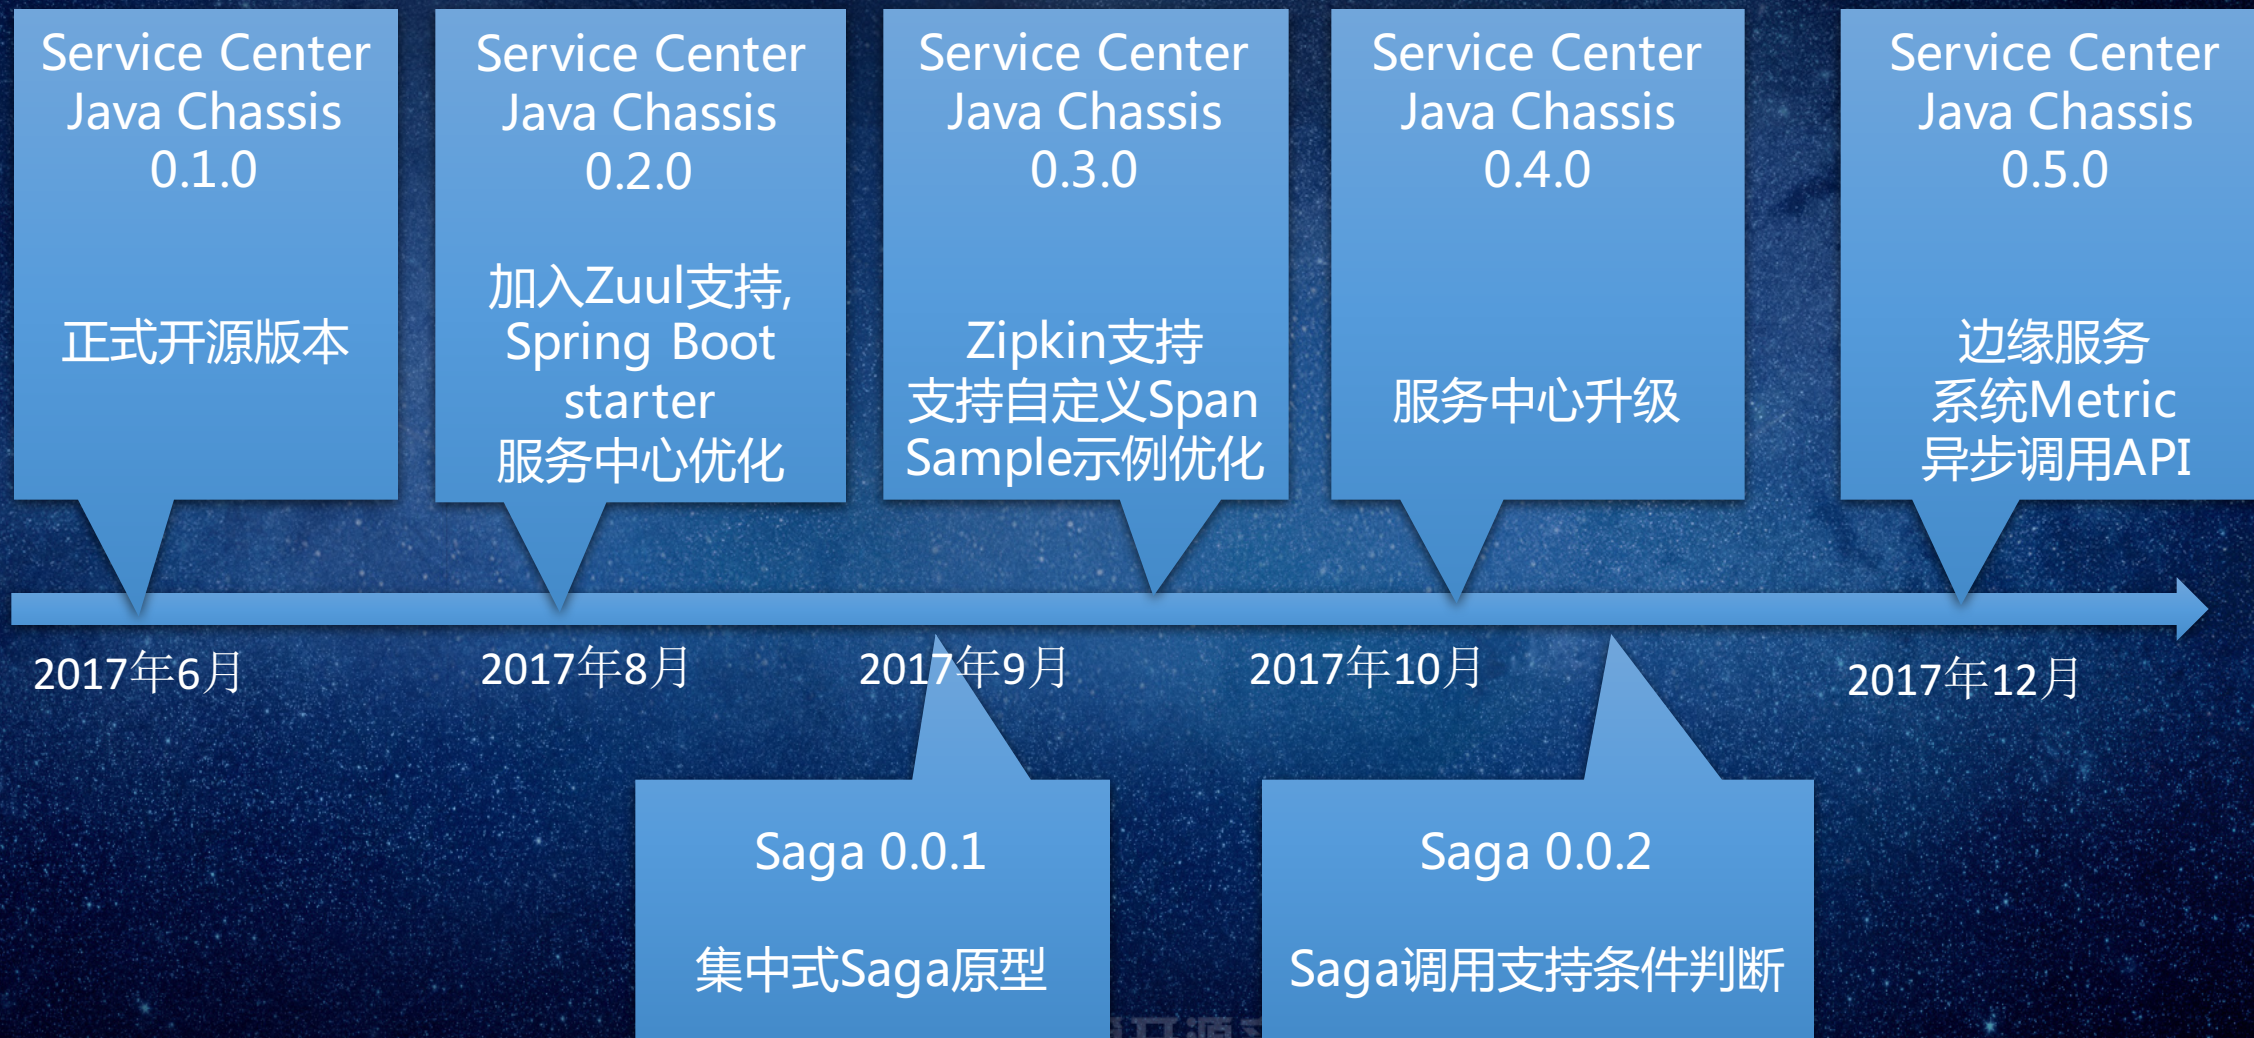 Service Center
Java Chassis
0.1.0
正式开源版本
Service Center
Java Chassis
0.2.0
加入Zuul支持,
Spring Boot
starter
服务中心优化
Service Center
Java Chassis
0.3.0
Zipkin支持
支持自定义Span
Sample示例优化
Service Center
Java Chassis
0.4.0
服务中心升级
Service Center
Java Chassis
0.5.0
边缘服务
系统Metric
异步调用API
2017年6月
2017年8月
2017年9月
2017年10月
2017年12月
Saga 0.0.1
集中式Saga原型
Saga 0.0.2
Saga调用支持条件判断